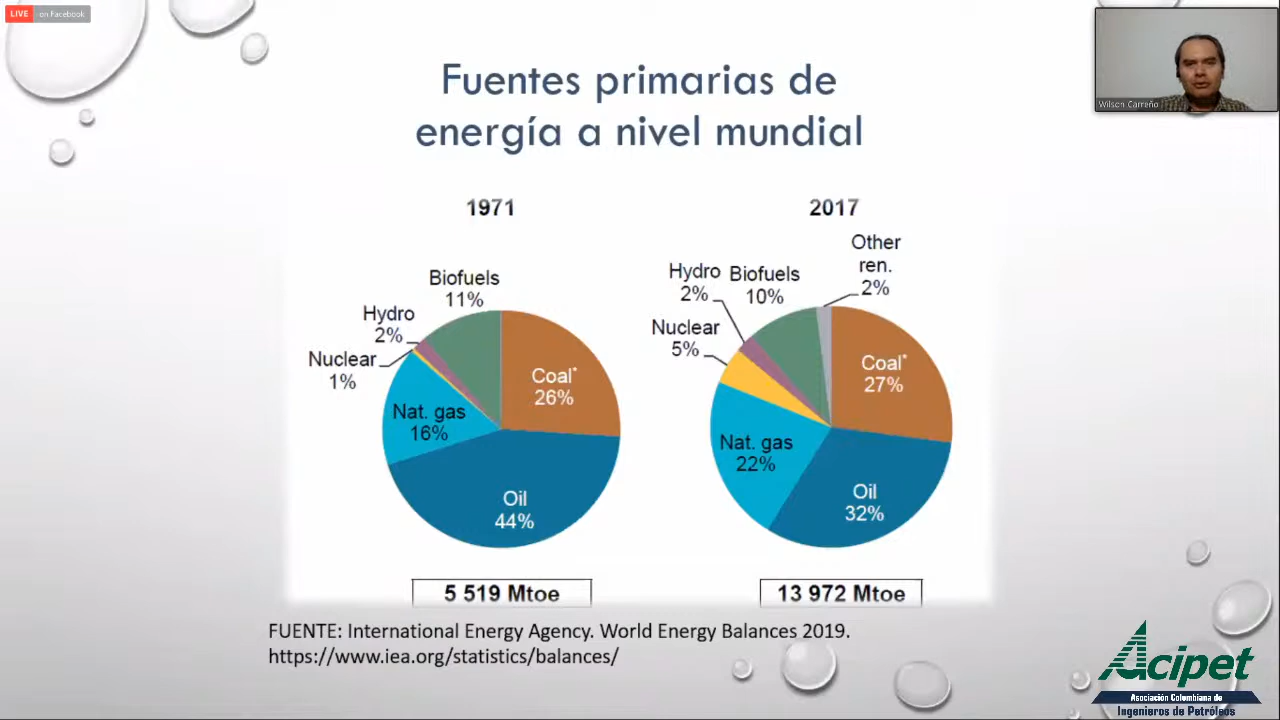 LIVE on Facebook
Wilson Carreño
Fuentes primarias de
energía a nivel mundial
1971
2017
Biofuels
11%
Hydro
2%
Nuclear
1%
Nat. gas
16%
Coal*
26%
Oil
44%
5 519 Mtoe
Other
ren.
2%
Hydro
2%
Biofuels
10%
Nuclear
5%
Coal*
27%
Nat. gas
22%
Oil
32%
13 972 Mtoe
FUENTE: International Energy Agency. World Energy Balances 2019.
https://www.iea.org/statistics/balances/
Acipet
Asociación Colombiana de
Ingenieros de Petróleos